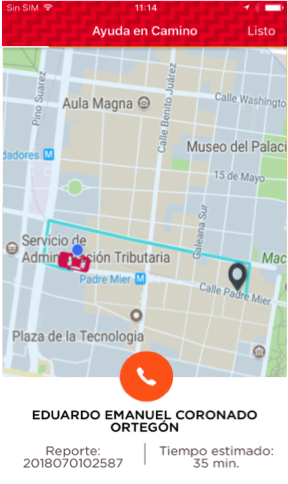 Sin SIM 11:14
Ayuda en Camino Listo
Aula Magna
Pino Suarez
Calle Benito Juárez
Calle Washingto
Museo del Palaci
dadores M
15 de Mayo
Galeana Sur
Servicio de
Administración Tributaria
Mac
Padre Mier M
Calle Padre Mier
Plaza de la Tecnologia
EDUARDO EMANUEL CORONADO
ORTEGÓN
Reporte: Tiempo estimado:
2018070102587 35 min.